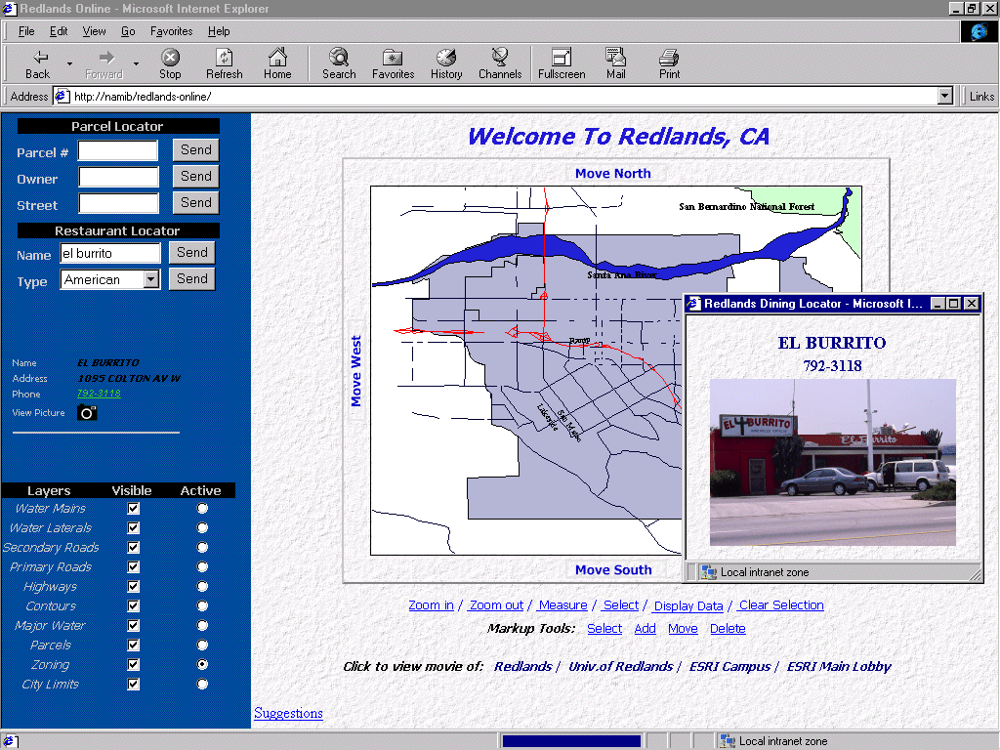 Redlands Online - Microsoft Internet Explorer
File Edit View Go Favorites Help
Back Forward Stop Refresh Home Search Favorites History Channels Fullscreen Mail Print
Address http://namib/redlands-online/ Links
Parcel Locator
Parcel # Send
Owner Send
Street Send
Restaurant Locator
Name el burrito Send
Type American Send
Name EL BURRITO
Address 1095 COLTON AV W
Phone 792-3118
View Picture
Layers Visible Active
Water Mains
Water Laterals
Secondary Roads
Primary Roads
Highways
Contours
Major Water
Parcels
Zoning
City Limits
Welcome To Redlands, CA
Move North
San Bernardino National Forest
Santa Ana River
Move West
Move South
Redlands Dining Locator - Microsoft I...
EL BURRITO
792-3118
EL BURRITO
El Burrito
Local intranet zone
Zoom in / Zoom out / Measure / Select / Display Data / Clear Selection
Markup Tools: Select Add Move Delete
Click to view movie of: Redlands / Univ.of Redlands / ESRI Campus / ESRI Main Lobby
Suggestions
Local intranet zone